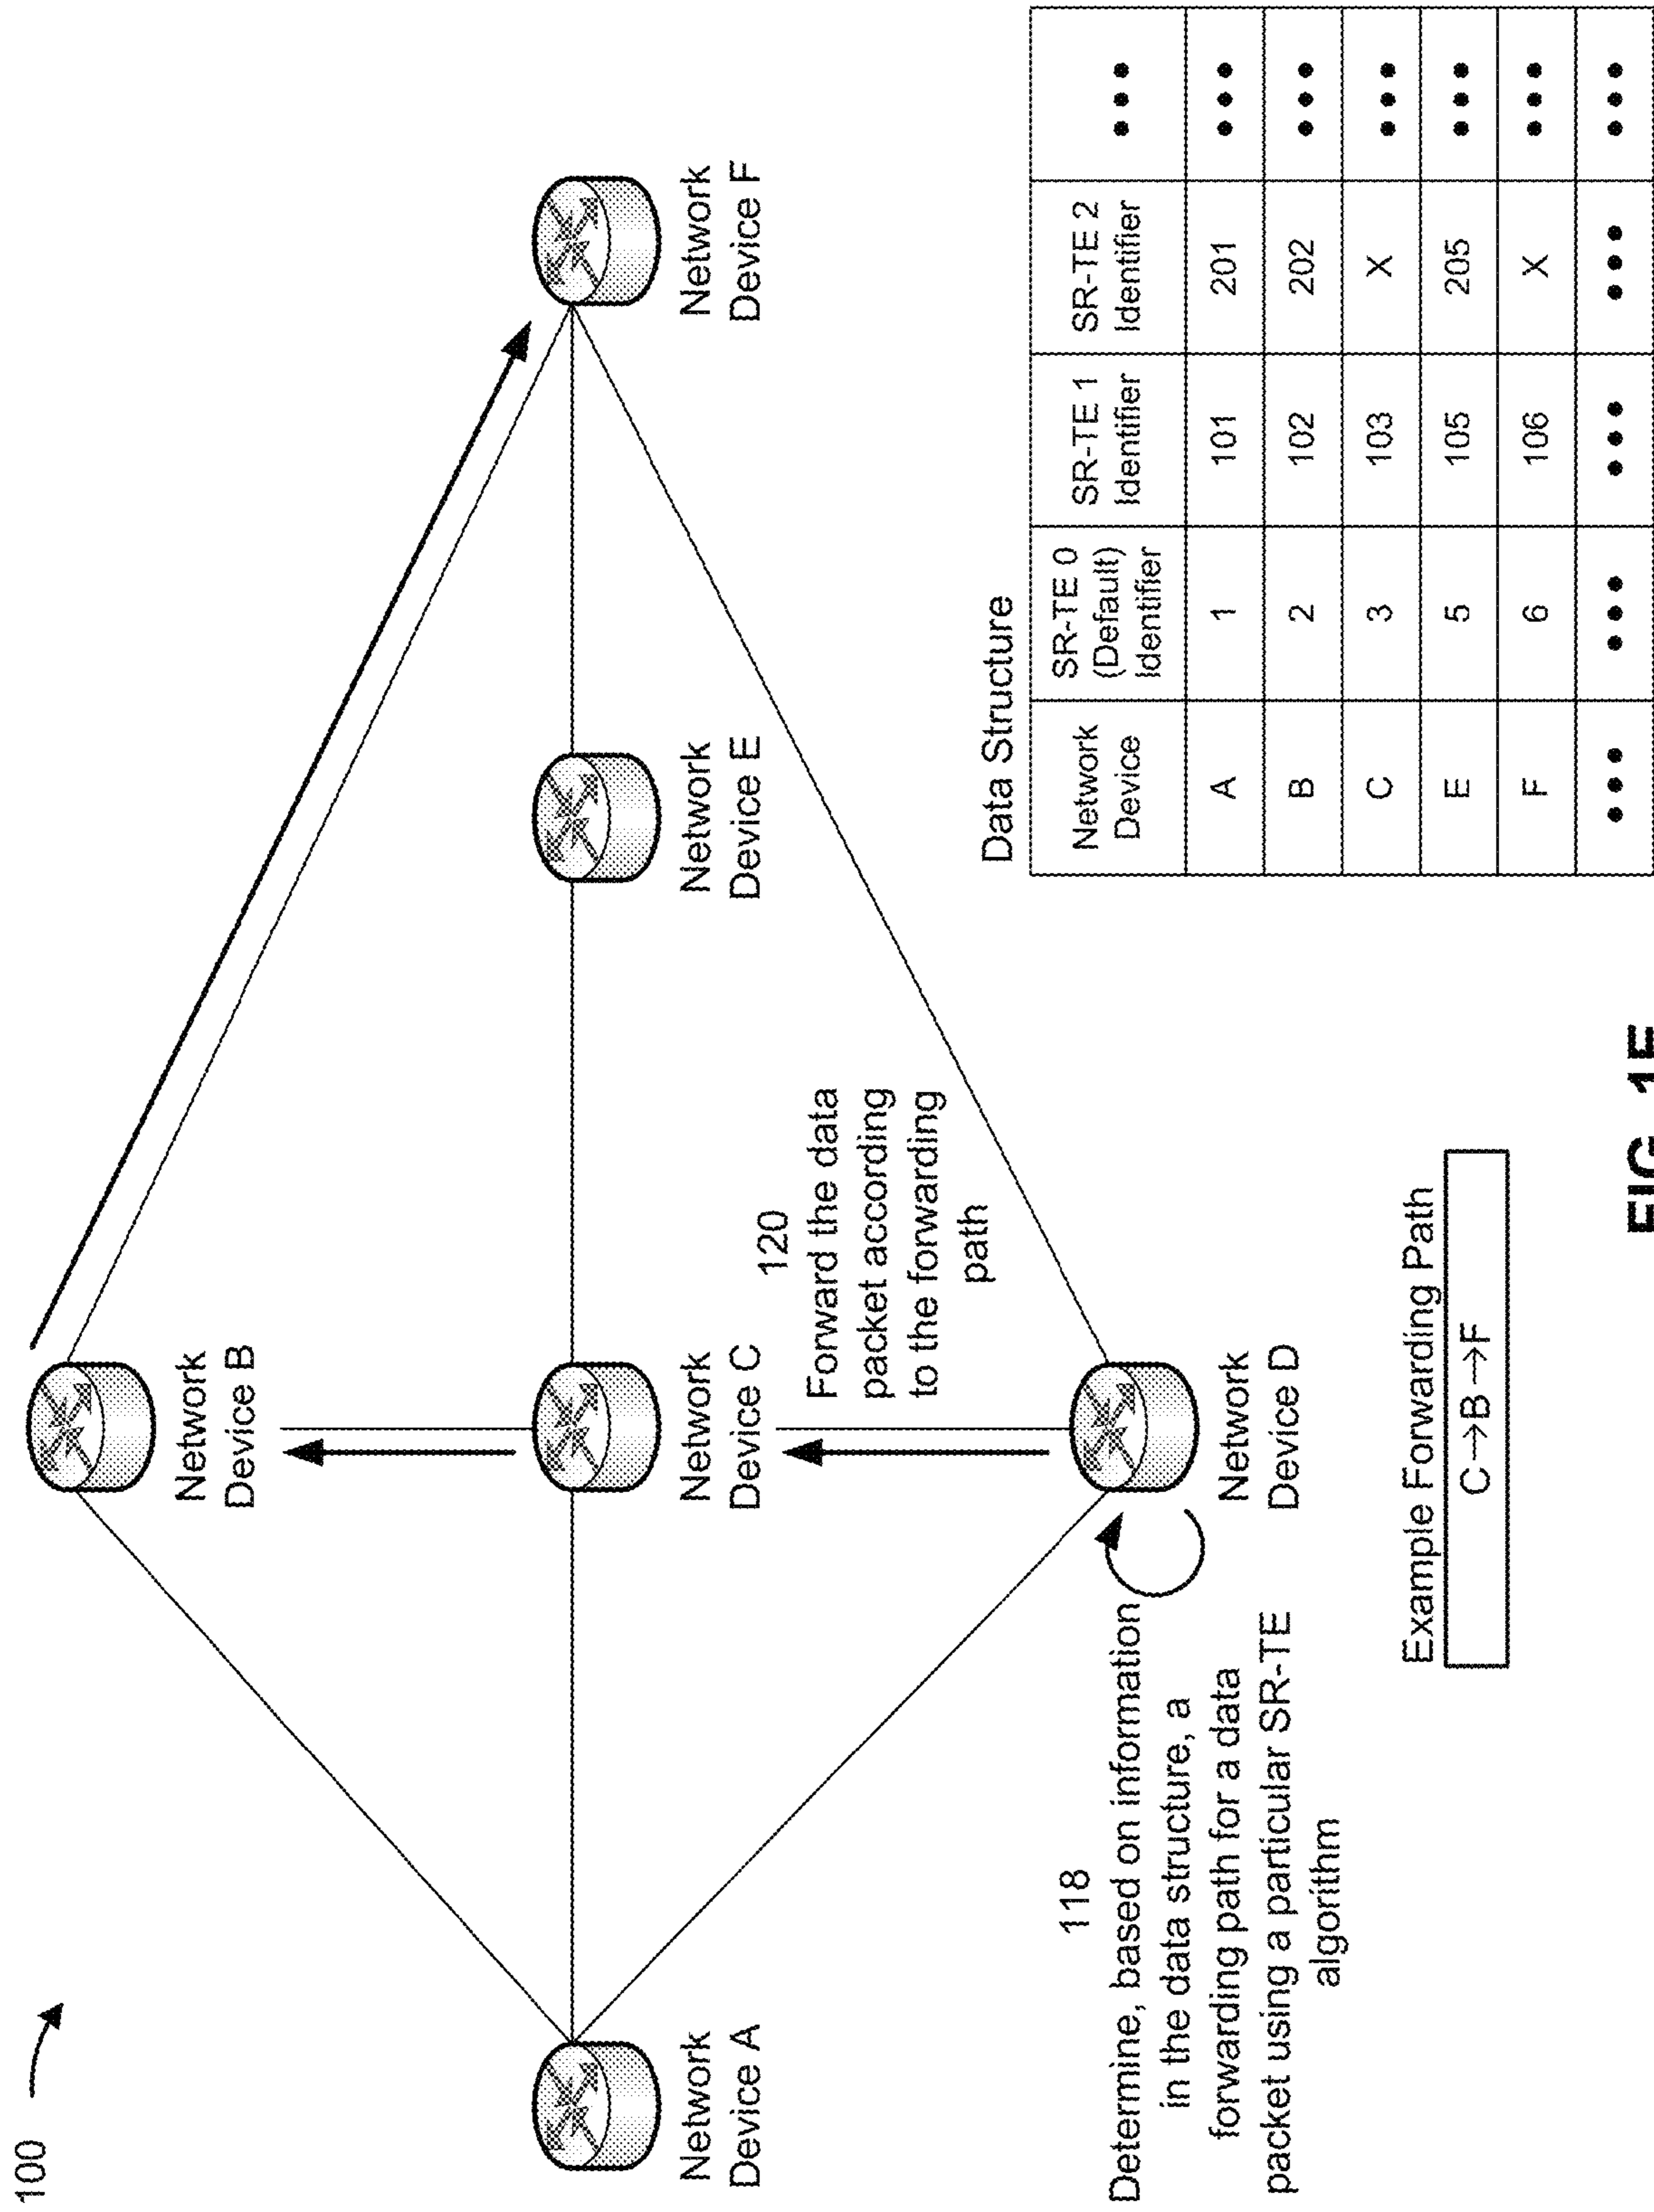 100
Network
Device B
Network
Device A
Network
Device C
Network
Device E
Network
Device F
120
Forward the data
packet according
to the forwarding
path
118
Determine, based on information
in the data structure, a
forwarding path for a data
packet using a particular SR-TE
algorithm
Network
Device D
Example Forwarding Path
C→B→F
Data Structure
Network Device | SR-TE 0 (Default) Identifier | SR-TE 1 Identifier | SR-TE 2 Identifier | •••
A | 1 | 101 | 201 | •••
B | 2 | 102 | 202 | •••
C | 3 | 103 | X | •••
E | 5 | 105 | 205 | •••
F | 6 | 106 | X | •••
••• | ••• | ••• | ••• | •••